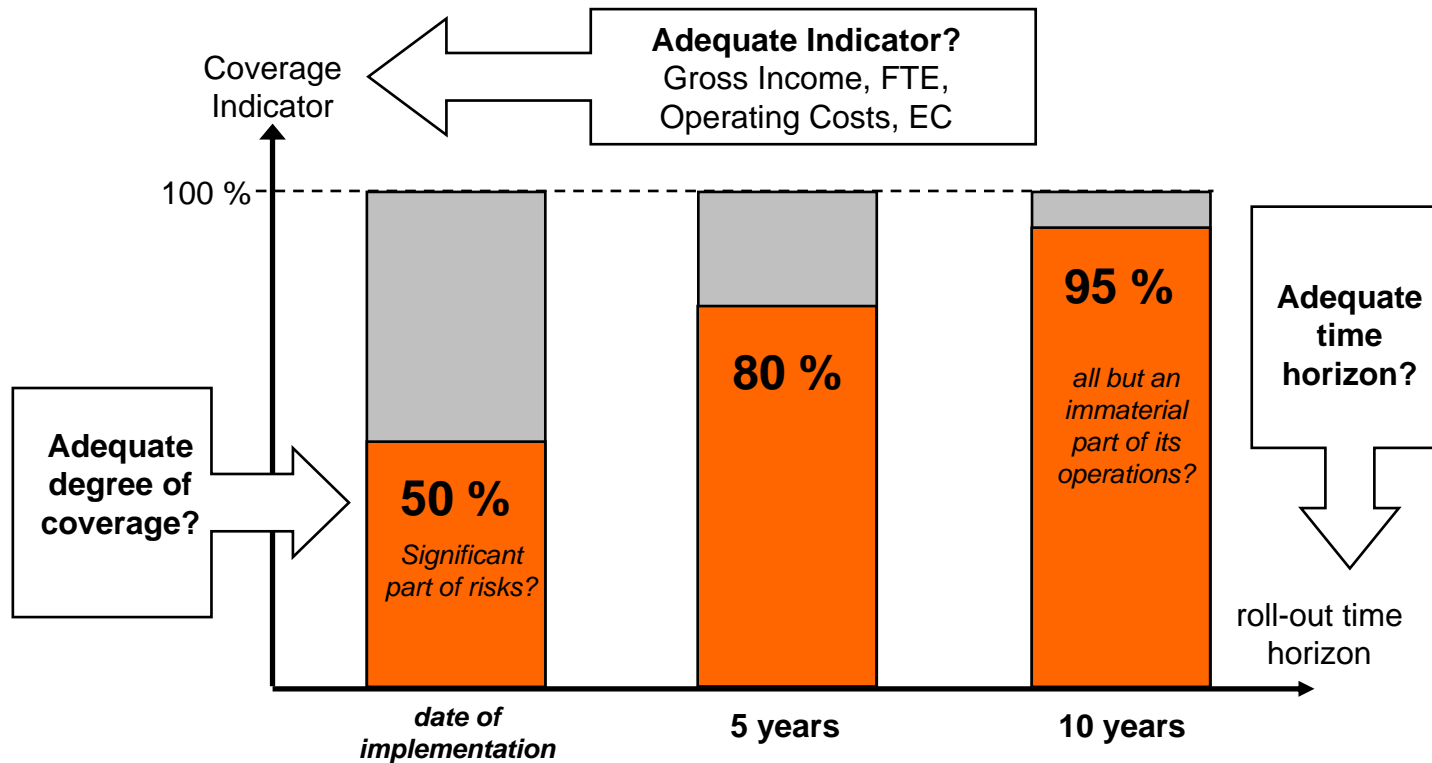 Adequate Indicator?
Gross Income, FTE,
Operating Costs, EC
Coverage
Indicator
100 %
Adequate
degree of
coverage?
50 %
Significant
part of risks?
80 %
95 %
all but an
immaterial
part of its
operations?
Adequate
time
horizon?
roll-out time
horizon
date of
implementation
5 years
10 years